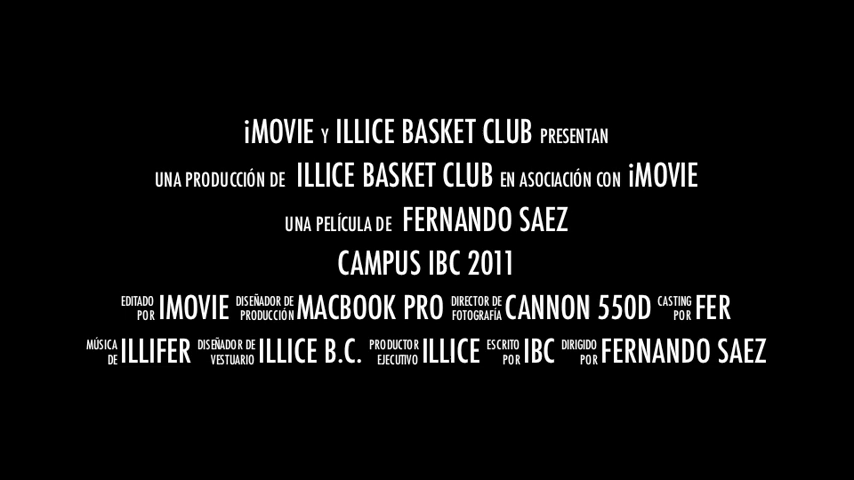 iMOVIE Y ILLICE BASKET CLUB PRESENTAN
UNA PRODUCCIÓN DE ILLICE BASKET CLUB EN ASOCIACIÓN CON iMOVIE
UNA PELÍCULA DE FERNANDO SAEZ
CAMPUS IBC 2011
EDITADO POR IMOVIE DISEÑADOR DE PRODUCCIÓN MACBOOK PRO DIRECTOR DE FOTOGRAFÍA CANNON 550D CASTING POR FER
MÚSICA DE ILLIFER DISEÑADOR DE VESTUARIO ILLICE B.C. PRODUCTOR EJECUTIVO ILLICE ESCRITO POR IBC DIRIGIDO POR FERNANDO SAEZ